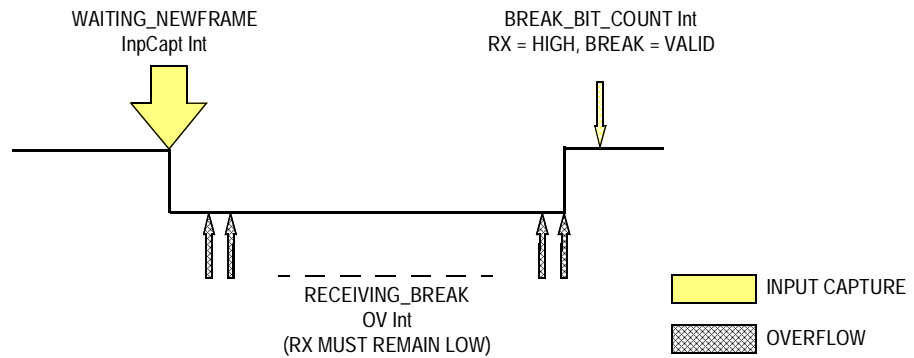 WAITING_NEWFRAME
InpCapt Int
BREAK_BIT_COUNT Int
RX = HIGH, BREAK = VALID
RECEIVING_BREAK
OV Int
(RX MUST REMAIN LOW)
INPUT CAPTURE
OVERFLOW